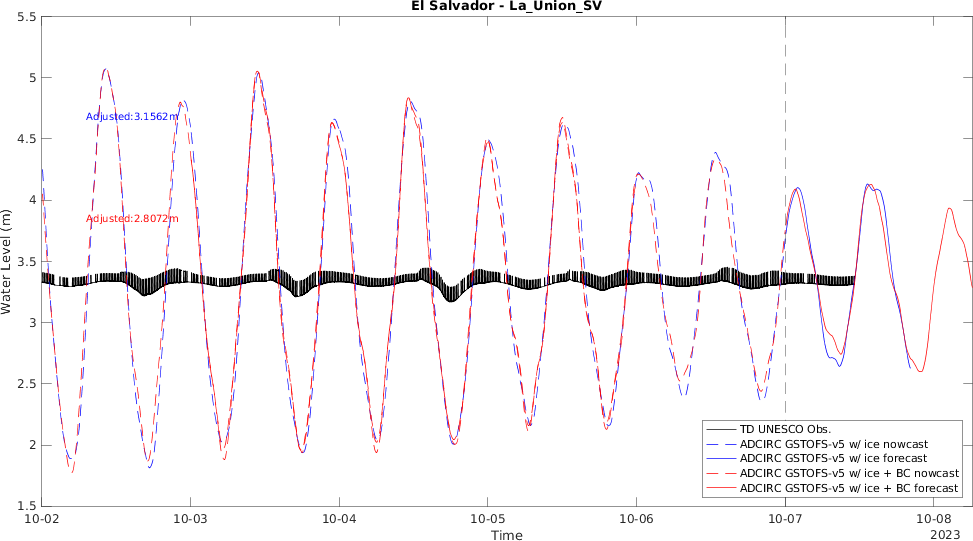 El Salvador - La_Union_SV
5.5
5
4.5
4
3.5
3
2.5
2
1.5
Water Level (m)
Adjusted:3.1562m
Adjusted:2.8072m
TD UNESCO Obs.
ADCIRC GSTOFS-v5 w/ ice nowcast
ADCIRC GSTOFS-v5 w/ ice forecast
ADCIRC GSTOFS-v5 w/ ice + BC nowcast
ADCIRC GSTOFS-v5 w/ ice + BC forecast
10-02 10-03 10-04 10-05 10-06 10-07 10-08
Time 2023